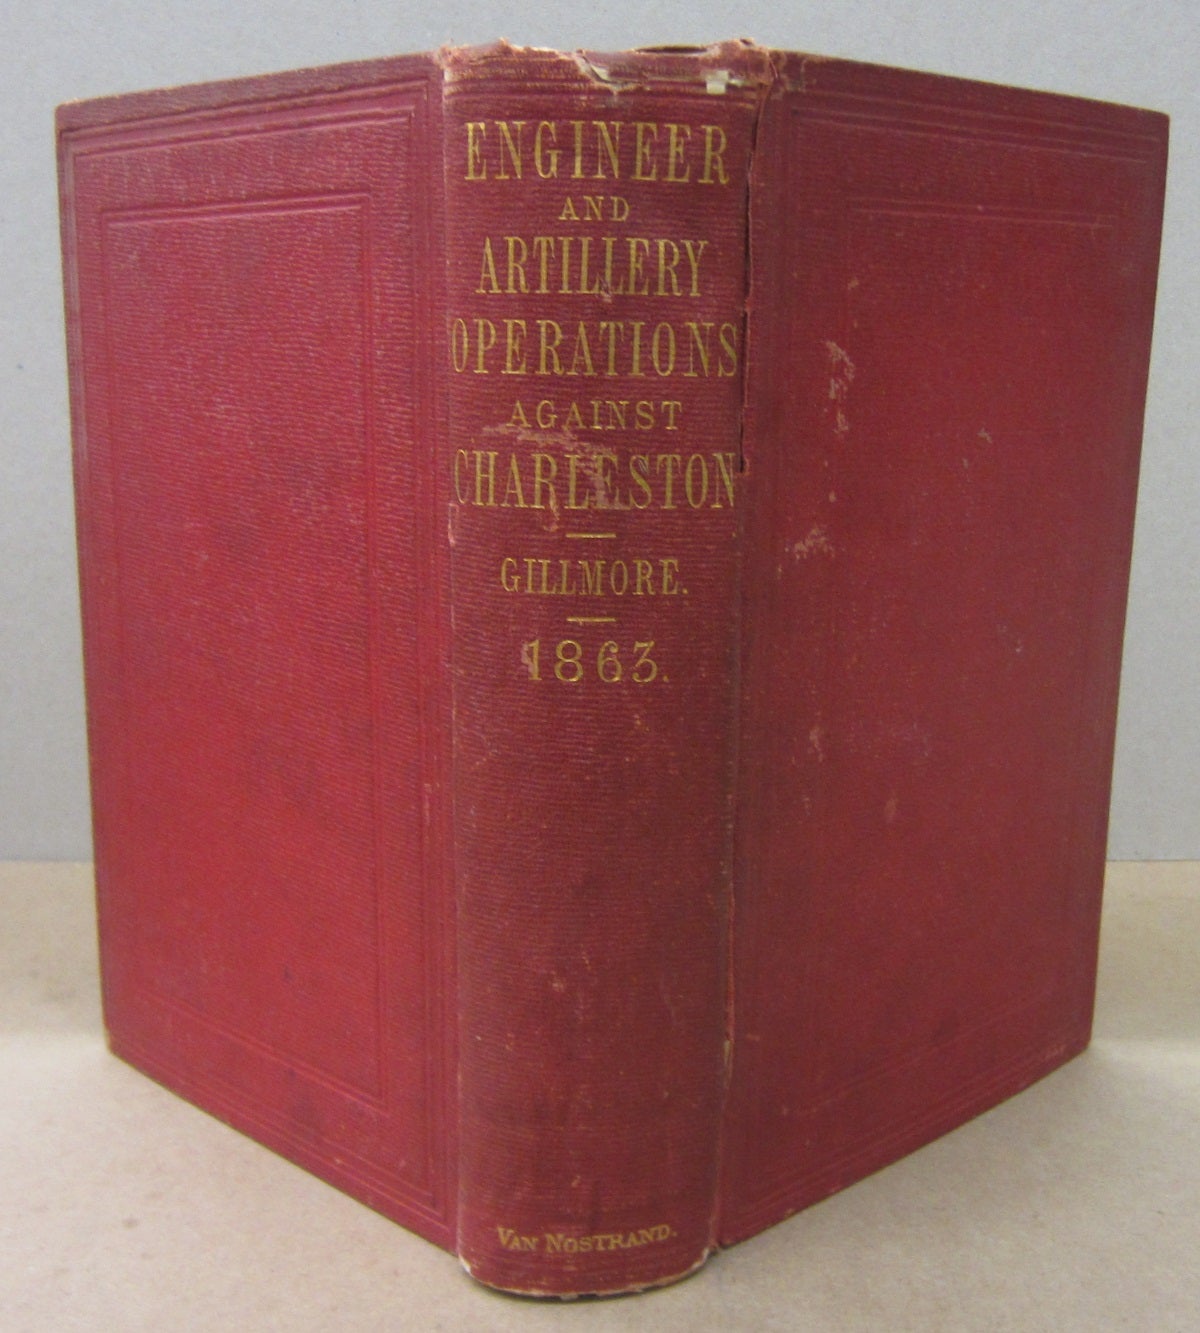 ENGINEER
AND
ARTILLERY
OPERATIONS
AGAINST
CHARLESTON
GILLMORE.
1863.
VAN NOSTRAND.